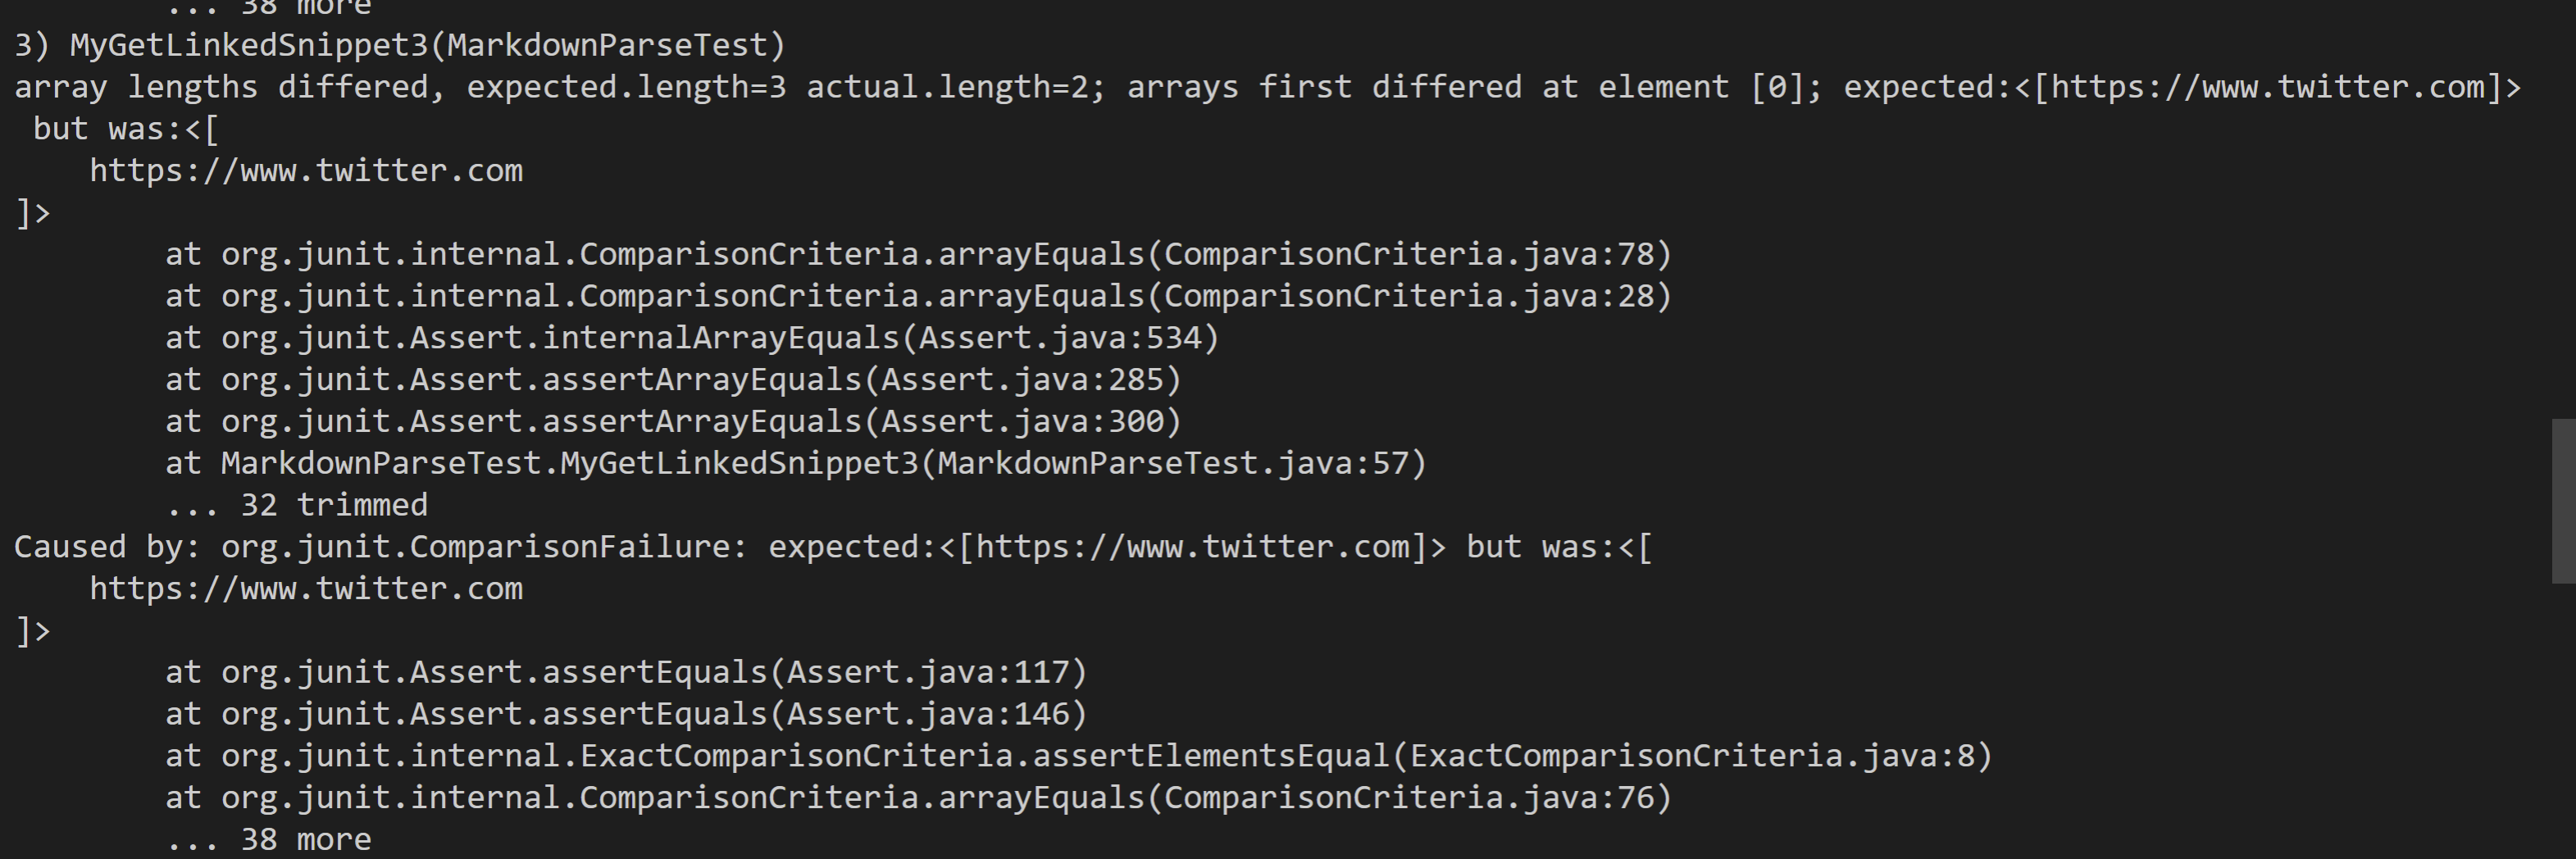 ... 38 more
3) MyGetLinkedSnippet3(MarkdownParseTest)
array lengths differed, expected.length=3 actual.length=2; arrays first differed at element [0]; expected:<[https://www.twitter.com]>
 but was:<[
    https://www.twitter.com
]>
        at org.junit.internal.ComparisonCriteria.arrayEquals(ComparisonCriteria.java:78)
        at org.junit.internal.ComparisonCriteria.arrayEquals(ComparisonCriteria.java:28)
        at org.junit.Assert.internalArrayEquals(Assert.java:534)
        at org.junit.Assert.assertArrayEquals(Assert.java:285)
        at org.junit.Assert.assertArrayEquals(Assert.java:300)
        at MarkdownParseTest.MyGetLinkedSnippet3(MarkdownParseTest.java:57)
        ... 32 trimmed
Caused by: org.junit.ComparisonFailure: expected:<[https://www.twitter.com]> but was:<[
    https://www.twitter.com
]>
        at org.junit.Assert.assertEquals(Assert.java:117)
        at org.junit.Assert.assertEquals(Assert.java:146)
        at org.junit.internal.ExactComparisonCriteria.assertElementsEqual(ExactComparisonCriteria.java:8)
        at org.junit.internal.ComparisonCriteria.arrayEquals(ComparisonCriteria.java:76)
        ... 38 more